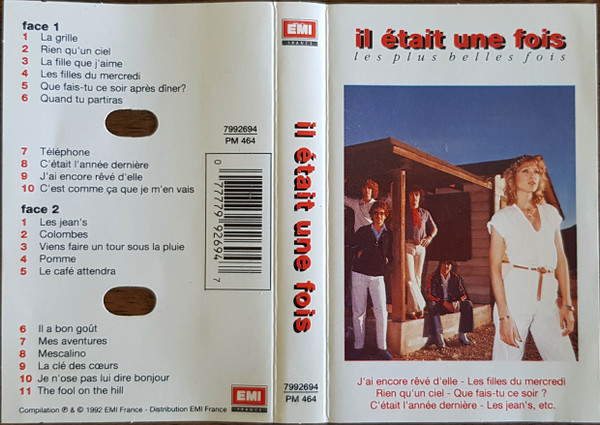 face 1
1 La grille
2 Rien qu'un ciel
3 La fille que j'aime
4 Les filles du mercredi
5 Que fais-tu ce soir après dîner?
6 Quand tu partiras
7 Téléphone
8 C'était l'année dernière
9 J'ai encore rêvé d'elle
10 C'est comme ça que je m'en vais
face 2
1 Les jean's
2 Colombes
3 Viens faire un tour sous la pluie
4 Pomme
5 Le café attendra
6 Il a bon goût
7 Mes aventures
8 Mescalino
9 La clé des cœurs
10 Je n'ose pas lui dire bonjour
11 The fool on the hill
Compilation ℗ & © 1992 EMI France - Distribution EMI France
EMI
FRANCE
7992694
PM 464
0 77779 92694 7
EMI
FRANCE
il était une fois
7992694
PM 464
il était une fois
les plus belles fois
J'ai encore rêvé d'elle - Les filles du mercredi
Rien qu'un ciel - Que fais-tu ce soir ?
C'était l'année dernière - Les jean's, etc.